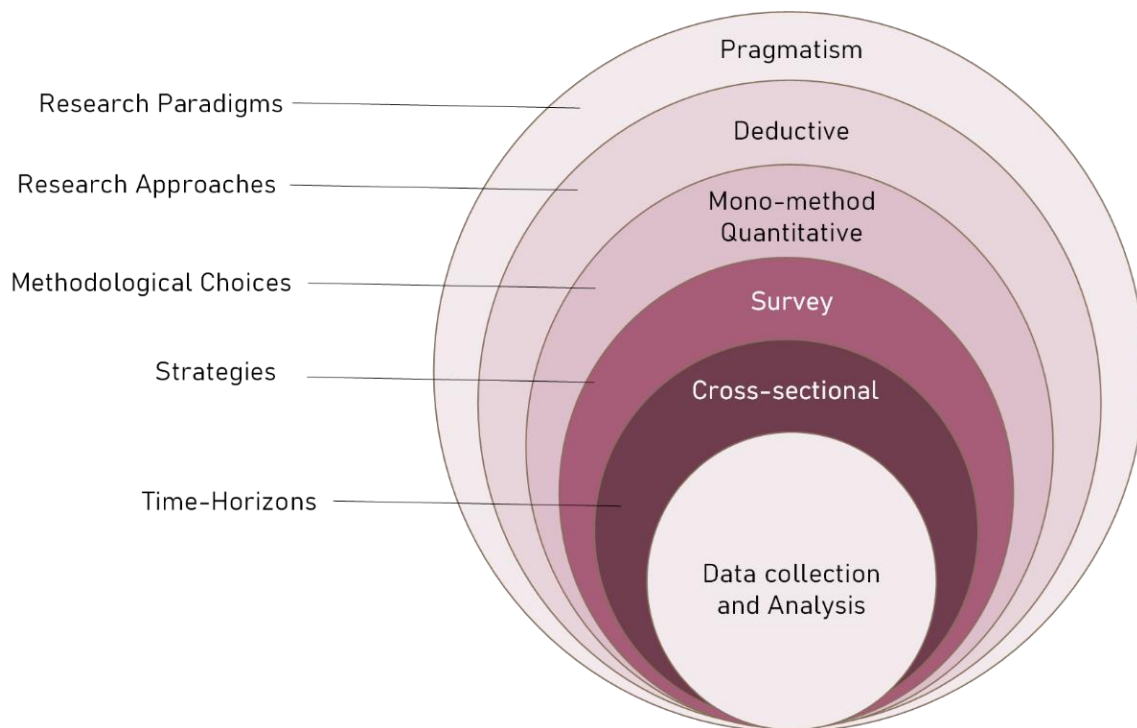 Pragmatism
Research Paradigms
Deductive
Research Approaches
Mono-method
Quantitative
Methodological Choices
Survey
Strategies
Cross-sectional
Time-Horizons
Data collection
and Analysis